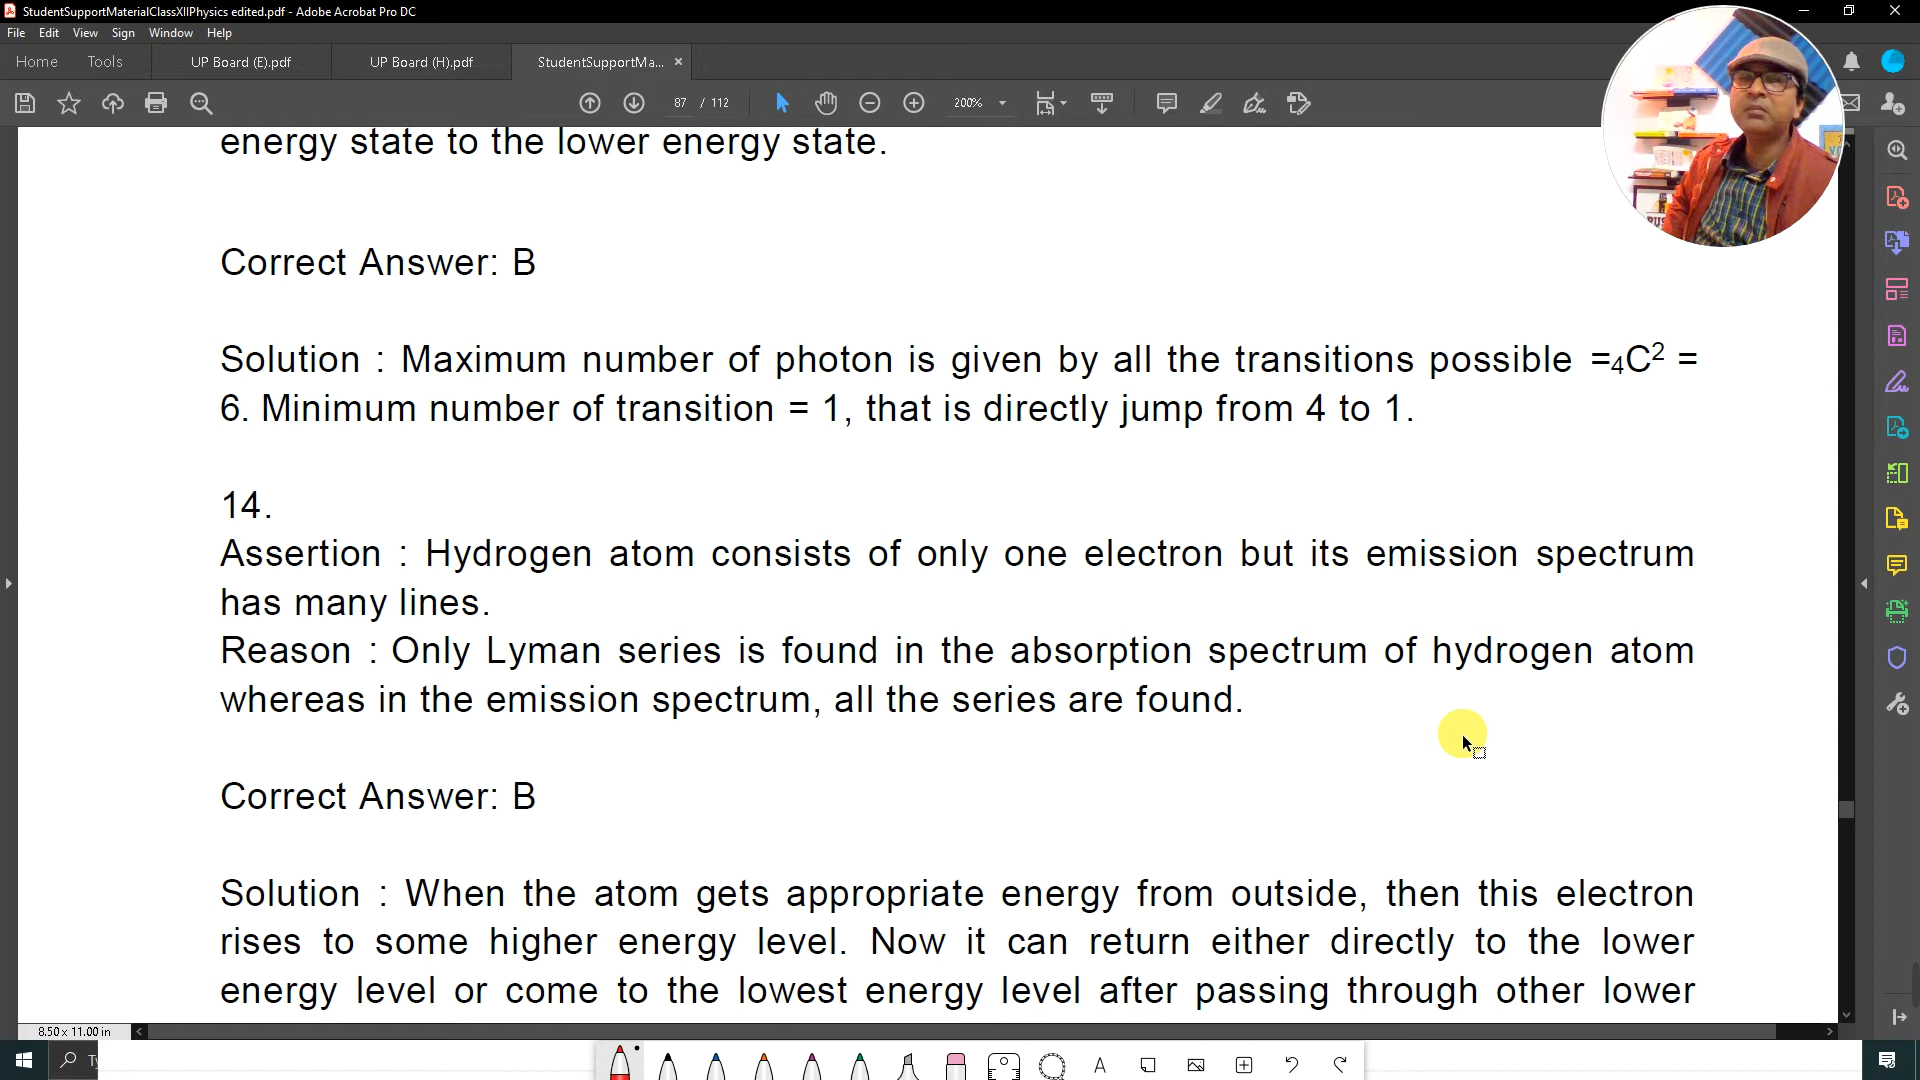 StudentSupportMaterialClassXIIPhysics edited.pdf - Adobe Acrobat Pro DC
File Edit View Sign Window Help
Home Tools UP Board (E).pdf UP Board (H).pdf StudentSupportMa... ×
87 / 112 200%
energy state to the lower energy state.
Correct Answer: B
Solution : Maximum number of photon is given by all the transitions possible =₄C² =
6. Minimum number of transition = 1, that is directly jump from 4 to 1.
14.
Assertion : Hydrogen atom consists of only one electron but its emission spectrum
has many lines.
Reason : Only Lyman series is found in the absorption spectrum of hydrogen atom
whereas in the emission spectrum, all the series are found.
Correct Answer: B
Solution : When the atom gets appropriate energy from outside, then this electron
rises to some higher energy level. Now it can return either directly to the lower
energy level or come to the lowest energy level after passing through other lower
8.50 x 11.00 in